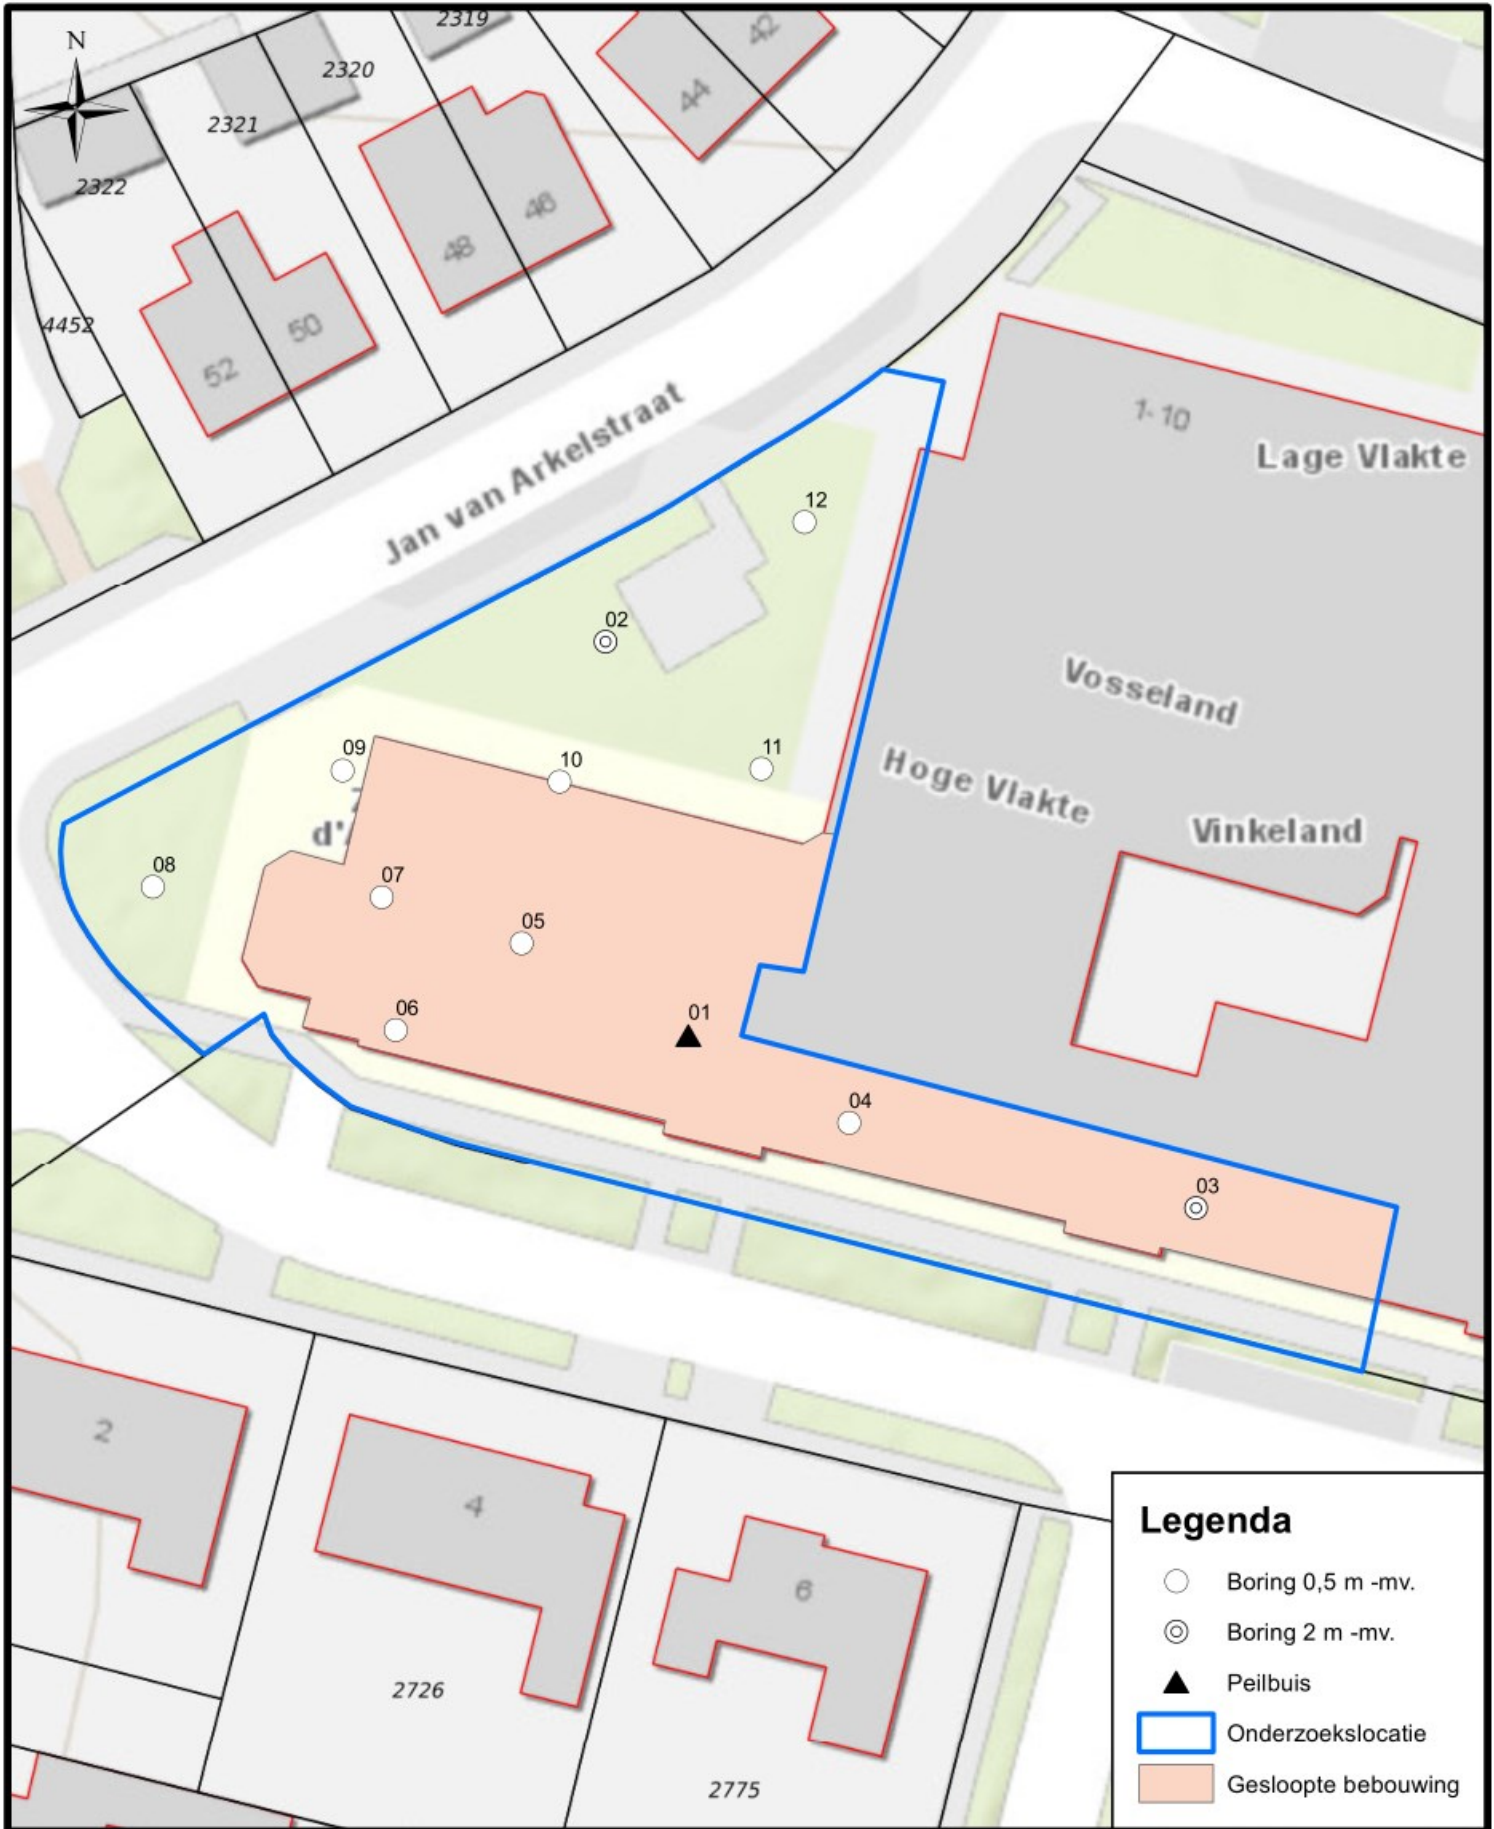 N
2319
42
2320
44
2321
2322
46
48
4452
50
52
1-10
Jan van Arkelstraat
Lage Vlakte
12
02
Vosseland
09
10
11
Hoge Vlakte
d'
Vinkeland
08
07
05
06
01
04
03
2
4
6
2726
2775
Legenda
Boring 0,5 m -mv.
Boring 2 m -mv.
Peilbuis
Onderzoekslocatie
Gesloopte bebouwing